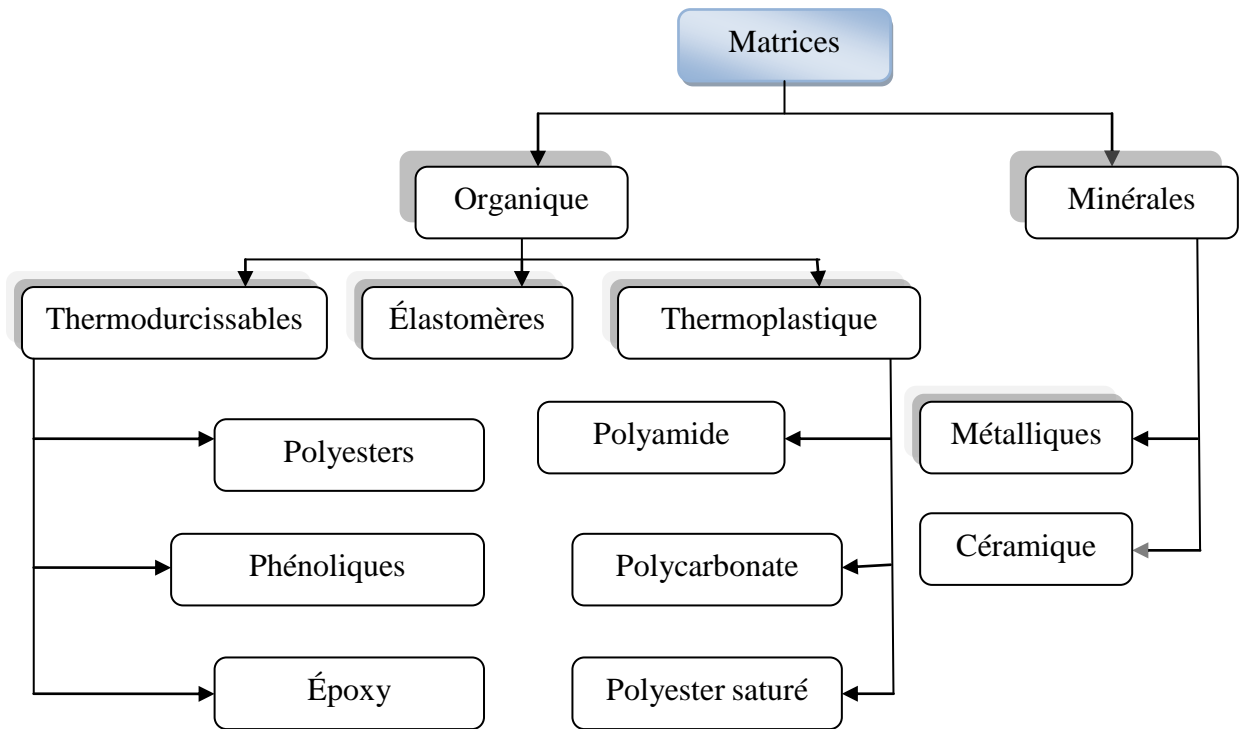 Matrices
Organique
Minérales
Thermodurcissables
Élastomères
Thermoplastique
Polyesters
Polyamide
Métalliques
Phénoliques
Polycarbonate
Céramique
Époxy
Polyester saturé